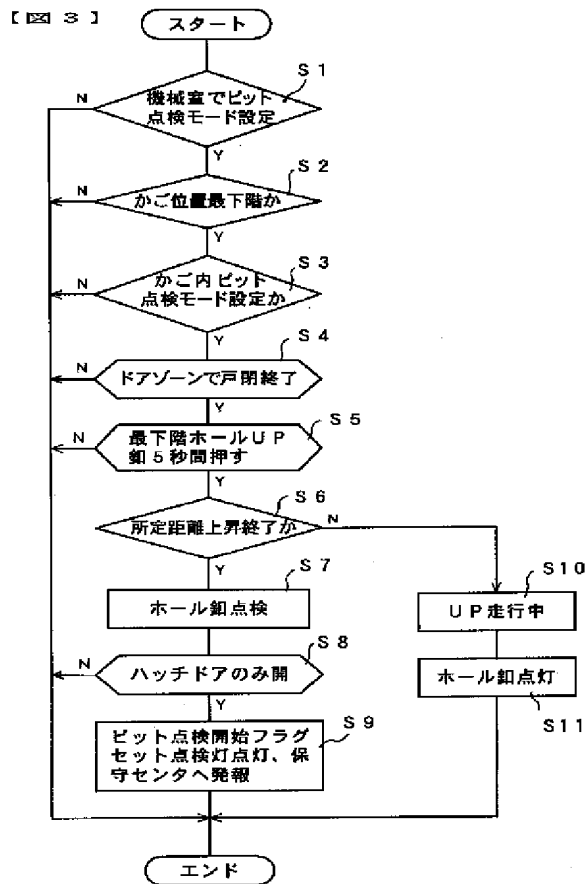 【図３】
スタート
Ｓ１
機械室でピット
点検モード設定
N
Y
Ｓ２
かご位置最下階か
N
Y
Ｓ３
かご内ピット
点検モード設定か
N
Y
Ｓ４
ドアゾーンで戸閉終了
N
Y
Ｓ５
最下階ホールＵＰ
釦５秒間押す
N
Y
Ｓ６
所定距離上昇終了か
N
Y
Ｓ７
ホール釦点検
Ｓ８
ハッチドアのみ開
N
Y
Ｓ９
ピット点検開始フラグ
セット点検灯点灯、保
守センタへ発報
Ｓ１０
ＵＰ走行中
ホール釦点灯
Ｓ１１
エンド